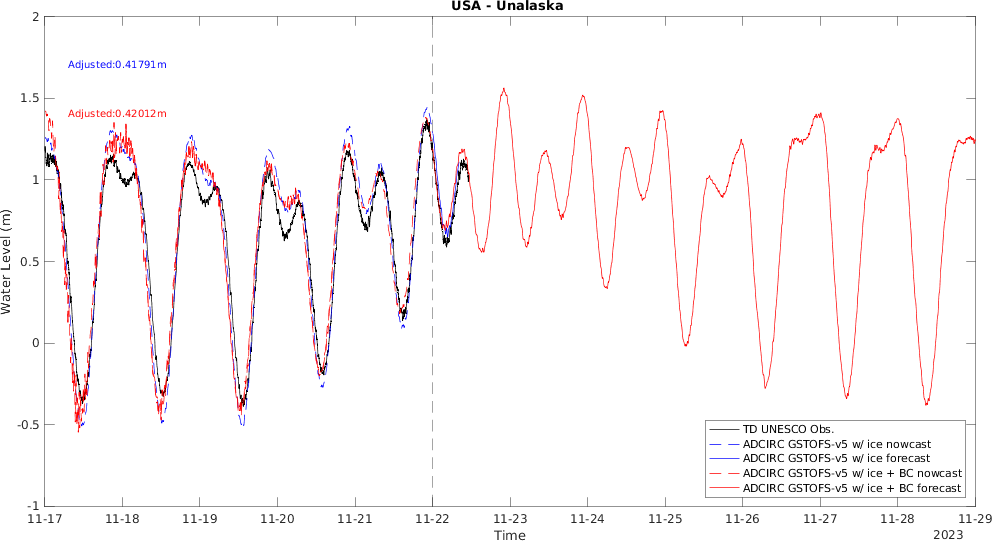 USA - Unalaska
2
1.5
1
0.5
0
-0.5
-1
Water Level (m)
Adjusted:0.41791m
Adjusted:0.42012m
TD UNESCO Obs.
ADCIRC GSTOFS-v5 w/ ice nowcast
ADCIRC GSTOFS-v5 w/ ice forecast
ADCIRC GSTOFS-v5 w/ ice + BC nowcast
ADCIRC GSTOFS-v5 w/ ice + BC forecast
11-17 11-18 11-19 11-20 11-21 11-22 11-23 11-24 11-25 11-26 11-27 11-28 11-29
Time
2023